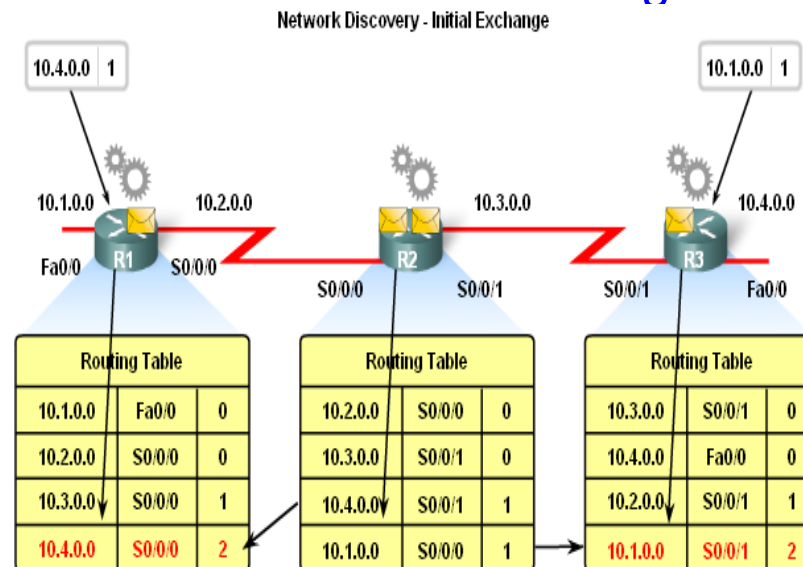 Network Discovery - Initial Exchange
10.4.0.0 1
10.1.0.0 1
10.1.0.0
10.2.0.0
10.3.0.0
10.4.0.0
R1
R2
R3
Fa0/0
S0/0/0
S0/0/0
S0/0/1
S0/0/1
Fa0/0
Routing Table
10.1.0.0 Fa0/0 0
10.2.0.0 S0/0/0 0
10.3.0.0 S0/0/0 1
10.4.0.0 S0/0/0 2
Routing Table
10.2.0.0 S0/0/0 0
10.3.0.0 S0/0/1 0
10.4.0.0 S0/0/1 1
10.1.0.0 S0/0/0 1
Routing Table
10.3.0.0 S0/0/1 0
10.4.0.0 Fa0/0 0
10.2.0.0 S0/0/1 1
10.1.0.0 S0/0/1 2